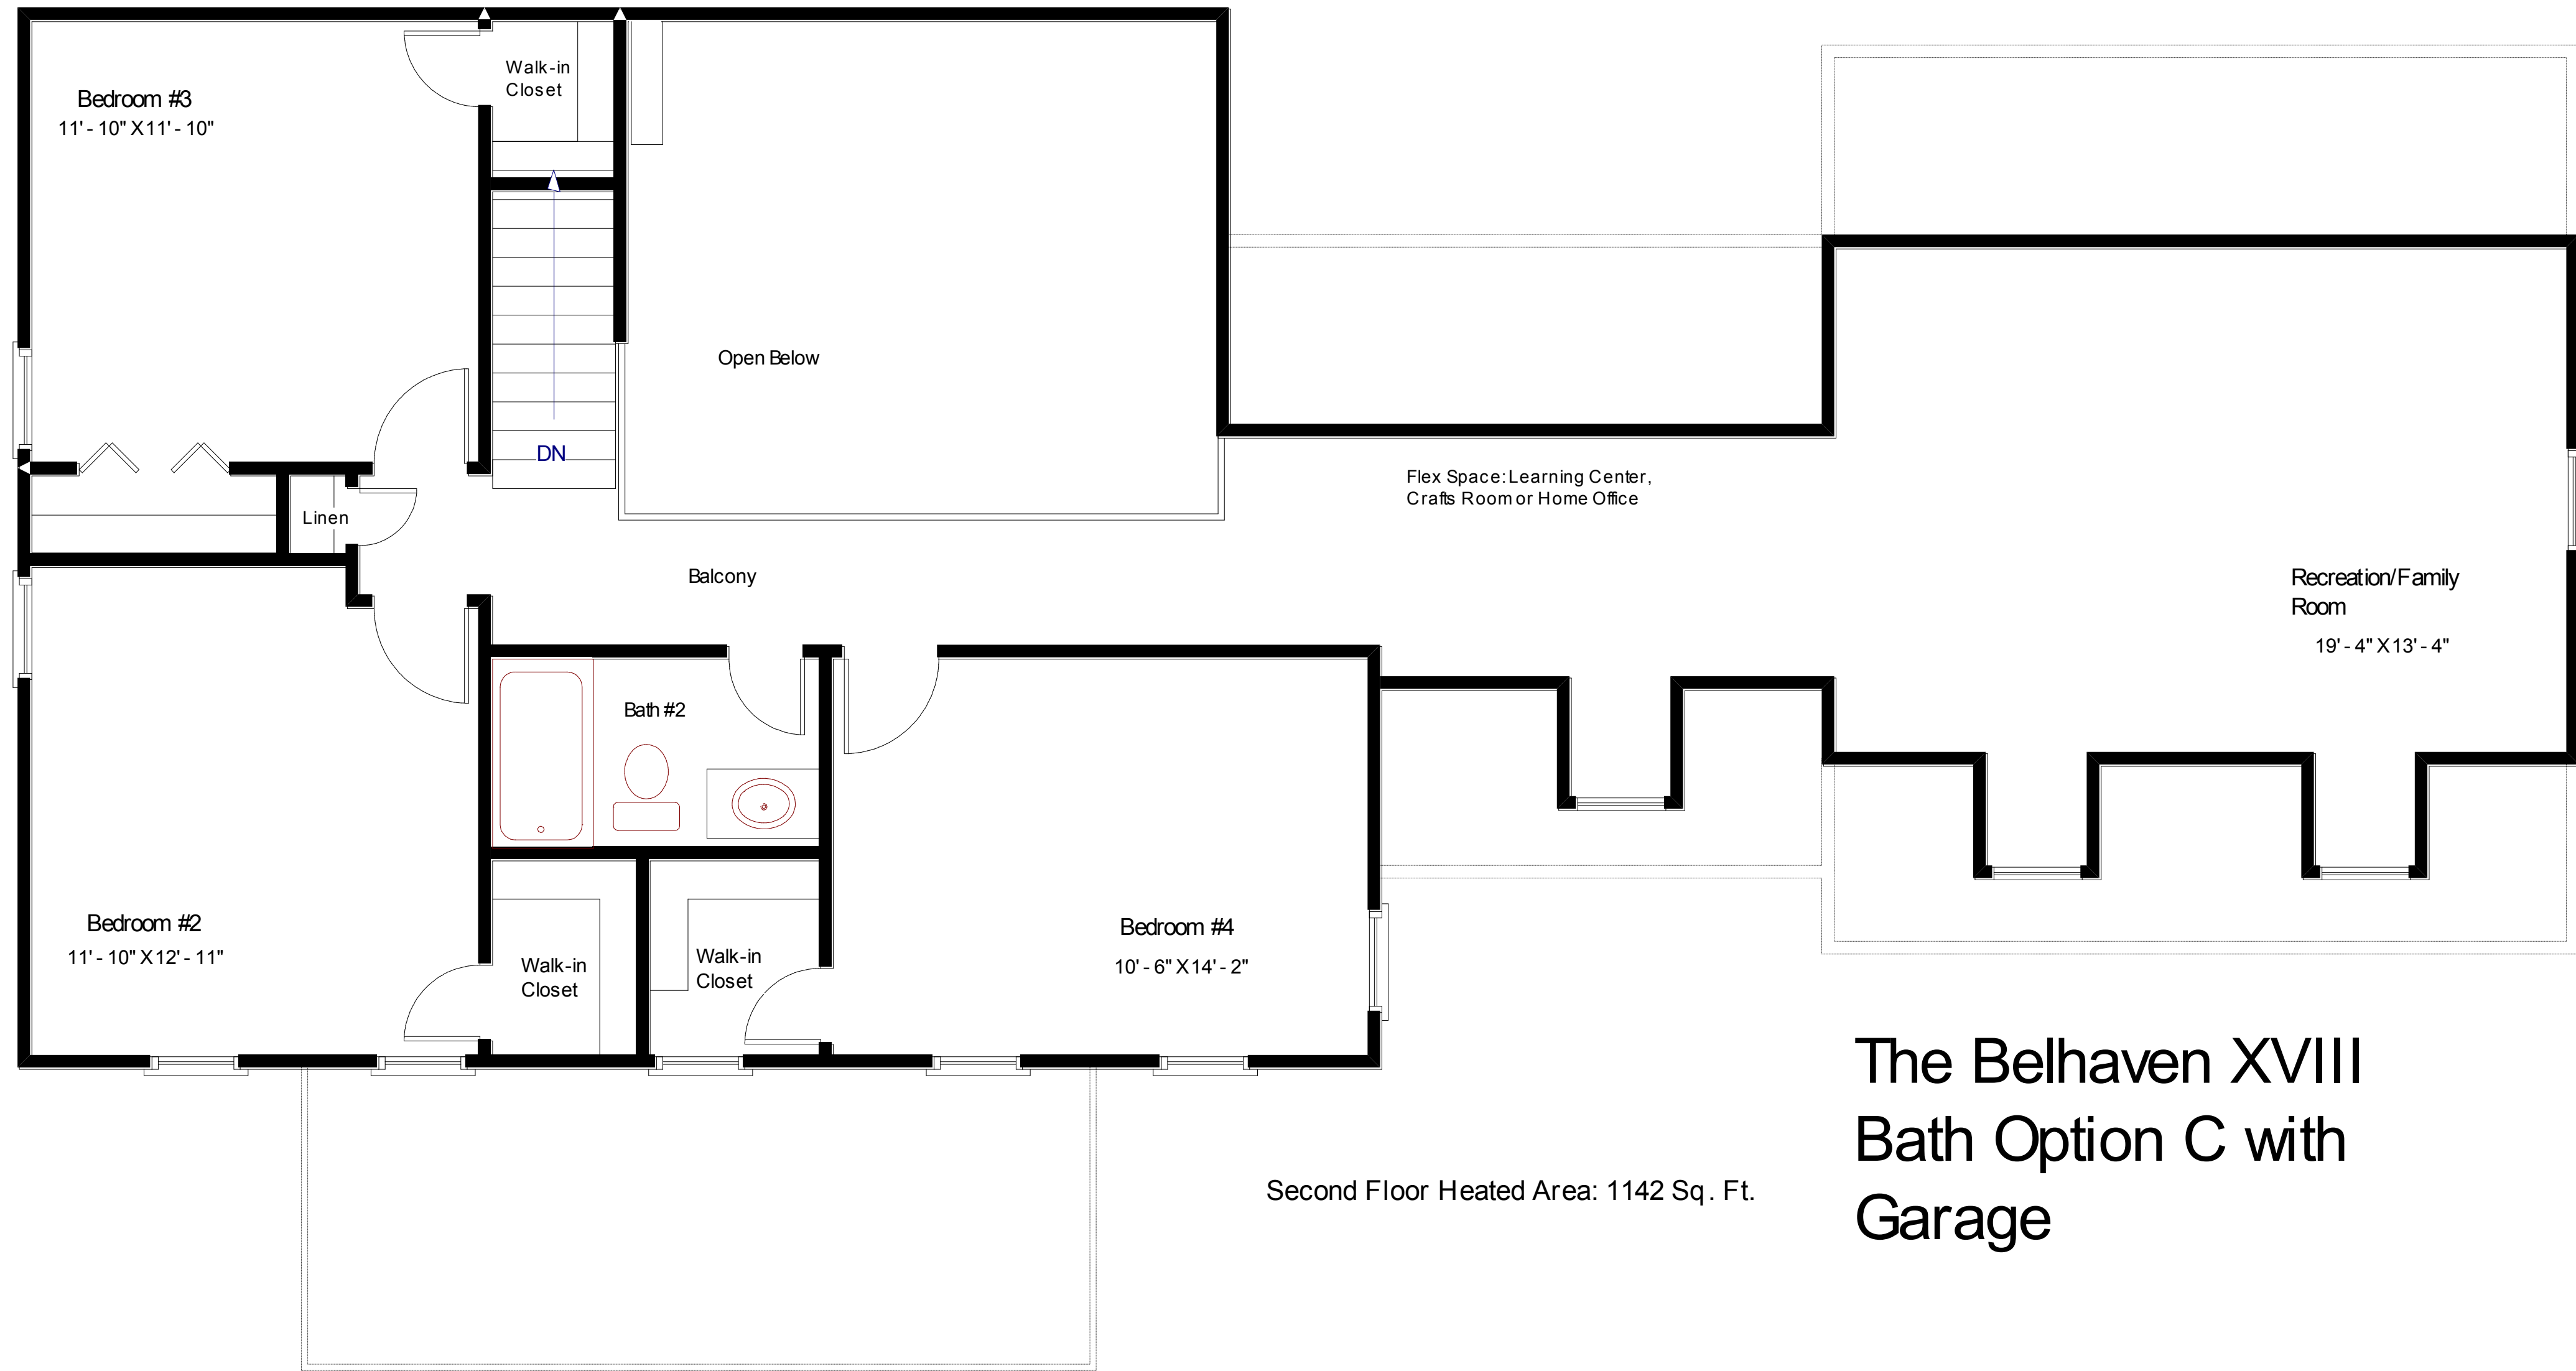 Walk-in
Closet
Bedroom #3
11' - 10" X 11' - 10"
Open Below
DN
Flex Space: Learning Center,
Crafts Room or Home Office
Linen
Balcony
Recreation/Family
Room
19' - 4" X 13' - 4"
Bath #2
Bedroom #2
11' - 10" X 12' - 11"
Walk-in
Closet
Walk-in
Closet
Bedroom #4
10' - 6" X 14' - 2"
The Belhaven XVIII
Bath Option C with
Garage
Second Floor Heated Area: 1142 Sq. Ft.